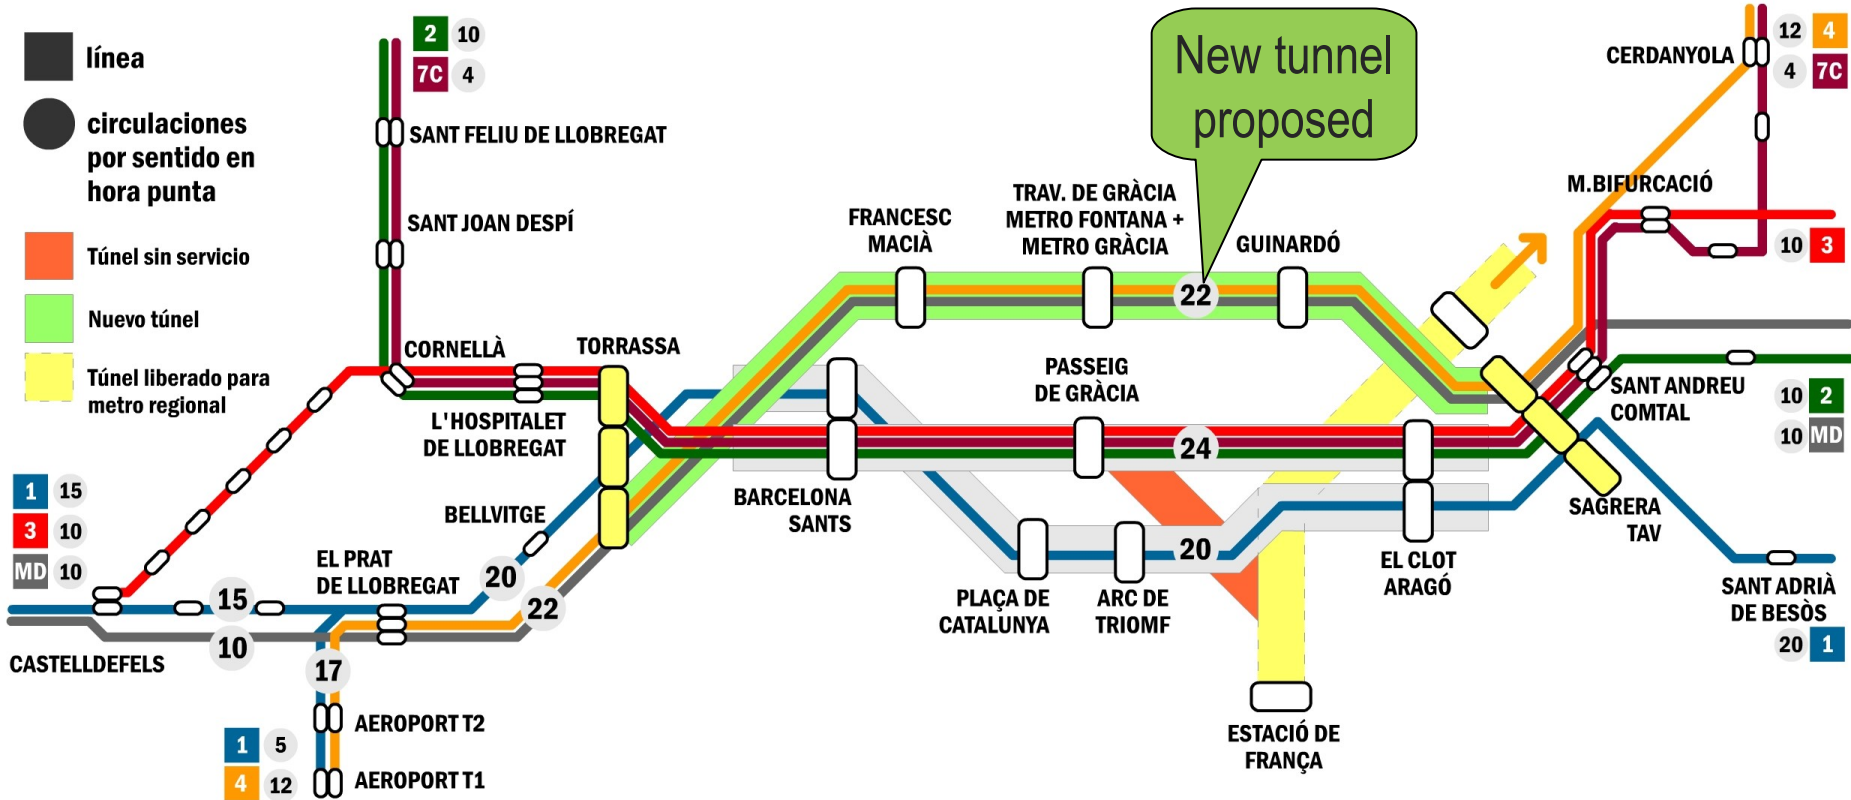 línea
circulaciones
por sentido en
hora punta
Túnel sin servicio
Nuevo túnel
Túnel liberado para
metro regional
2 10
7C 4
SANT FELIU DE LLOBREGAT
SANT JOAN DESPÍ
CORNELLÀ
TORRASSA
L'HOSPITALET
DE LLOBREGAT
BELLVITGE
EL PRAT
DE LLOBREGAT
1 15
3 10
MD 10
15
10
20
22
17
CASTELLDEFELS
AEROPORT T2
AEROPORT T1
1 5
4 12
New tunnel
proposed
FRANCESC
MACIÀ
TRAV. DE GRÀCIA
METRO FONTANA +
METRO GRÀCIA
GUINARDÓ
22
PASSEIG
DE GRÀCIA
24
BARCELONA
SANTS
20
PLAÇA DE
CATALUNYA
ARC DE
TRIOMF
EL CLOT
ARAGÓ
ESTACIÓ DE
FRANÇA
CERDANYOLA
12 4
4 7C
M.BIFURCACIÓ
10 3
SANT ANDREU
COMTAL
10 2
10 MD
SAGRERA
TAV
SANT ADRIÀ
DE BESÒS
20 1